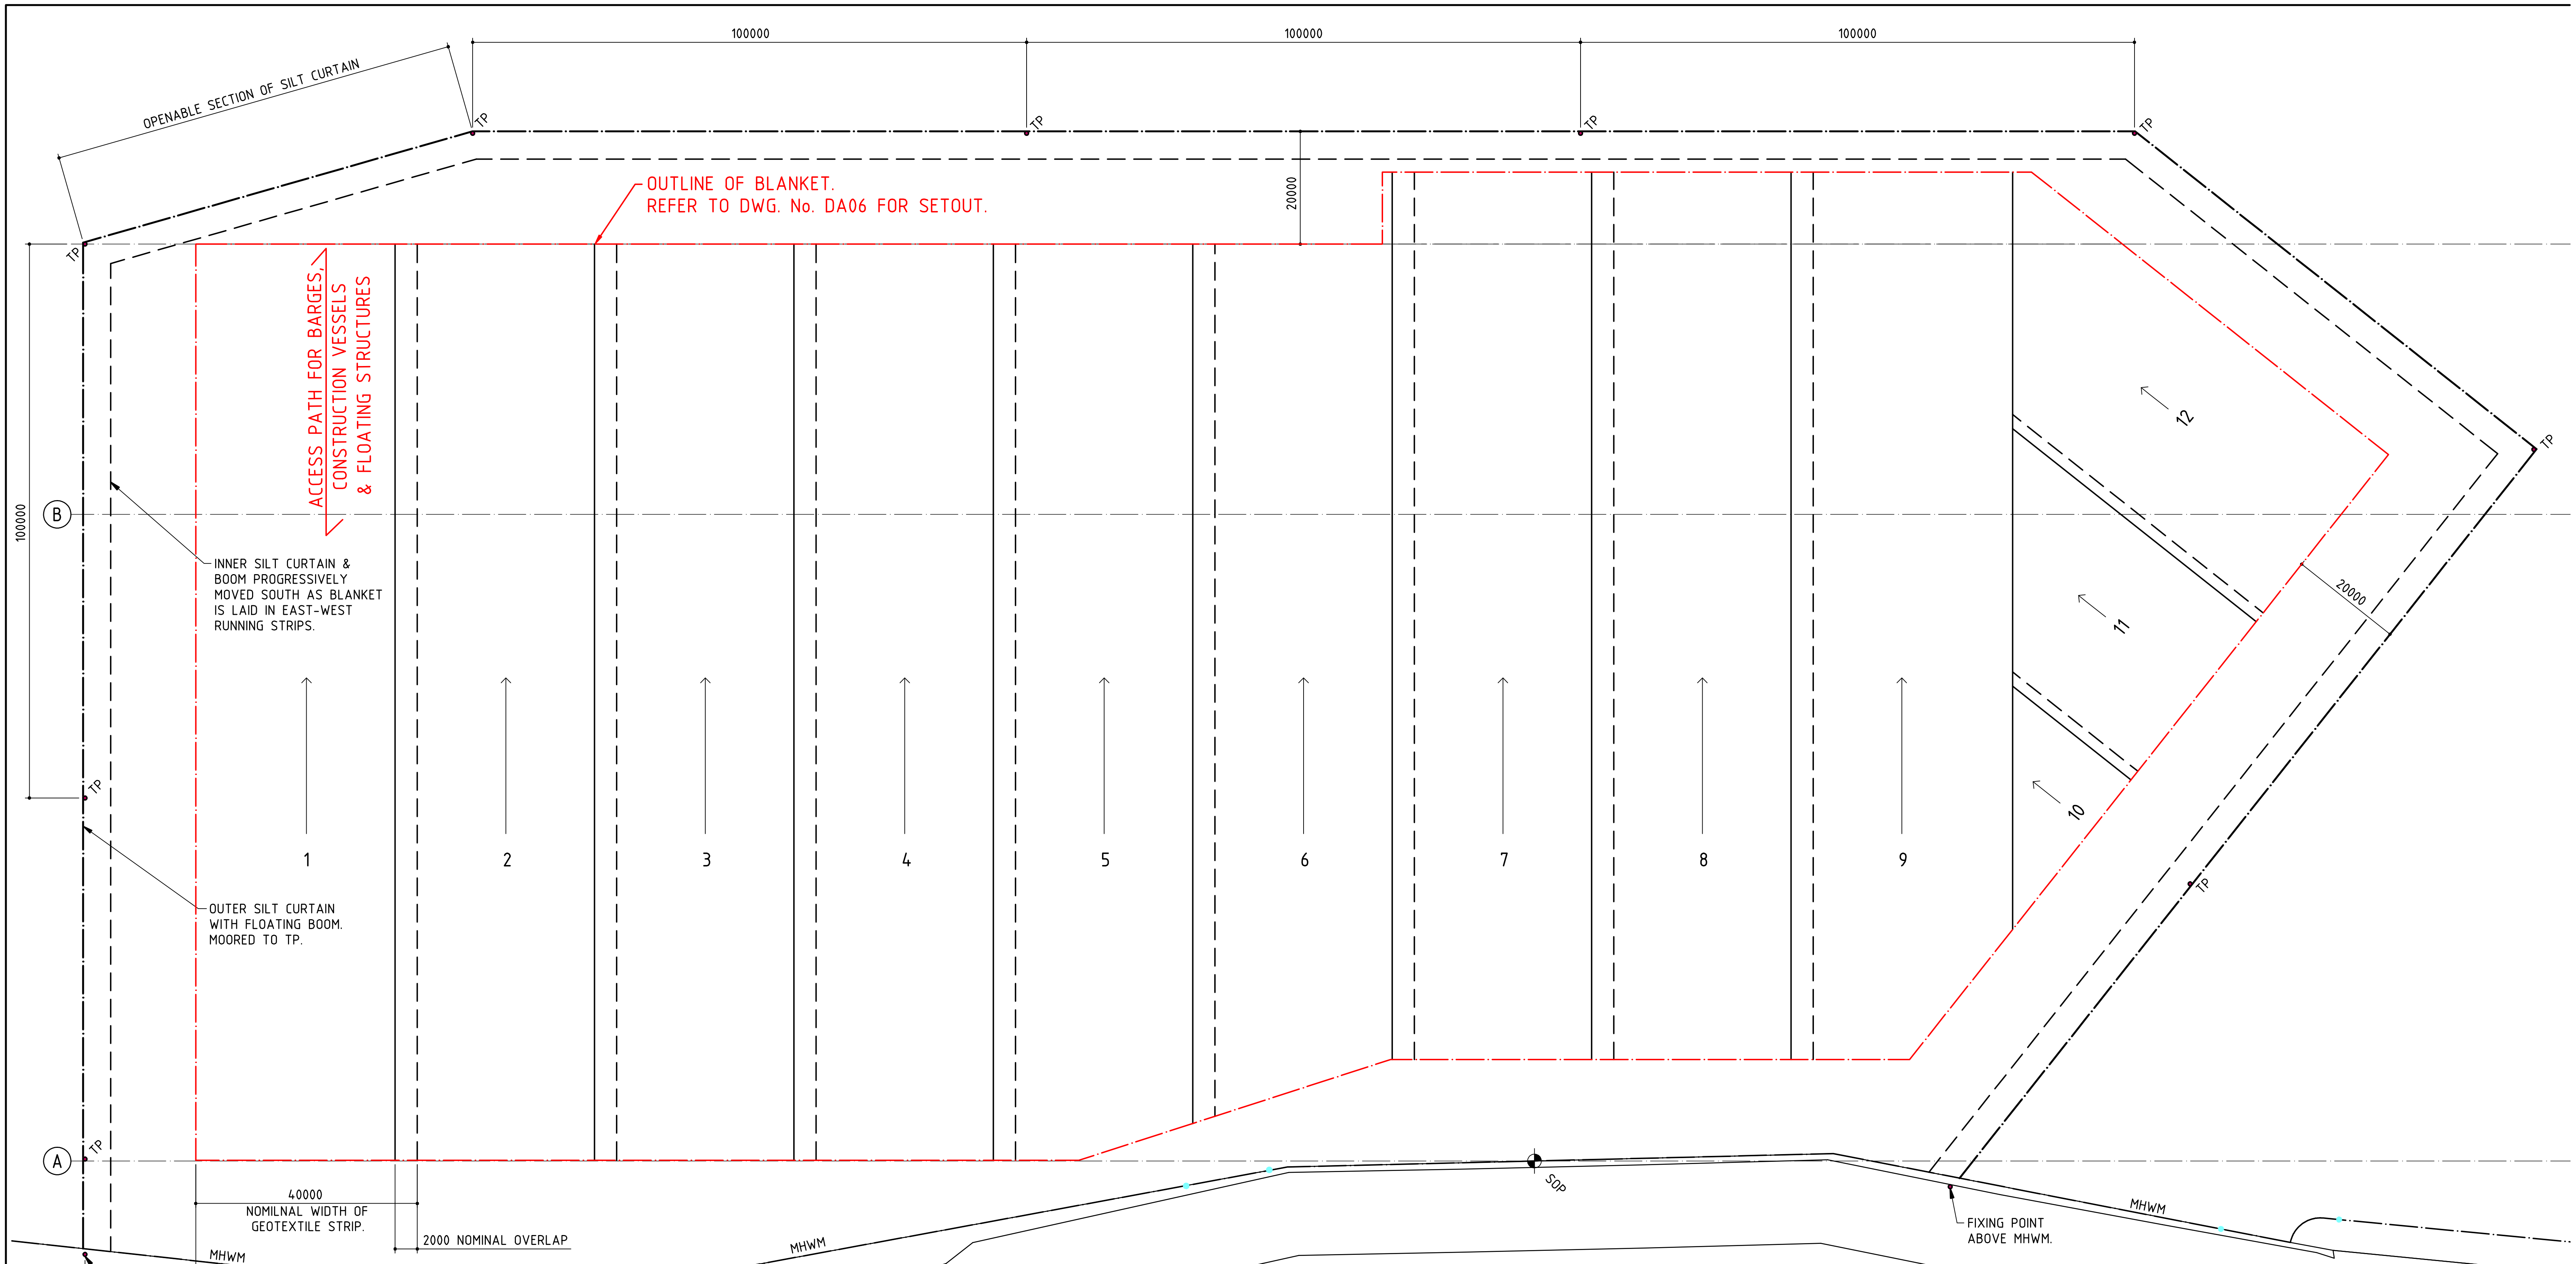 100000
100000
100000
OPENABLE SECTION OF SILT CURTAIN
TP
TP
TP
TP
OUTLINE OF BLANKET.
REFER TO DWG. No. DA06 FOR SETOUT.
20000
TP
ACCESS PATH FOR BARGES,
CONSTRUCTION VESSELS
& FLOATING STRUCTURES
12
TP
100000
B
INNER SILT CURTAIN &
BOOM PROGRESSIVELY
MOVED SOUTH AS BLANKET
IS LAID IN EAST-WEST
RUNNING STRIPS.
20000
11
TP
10
1
2
3
4
5
6
7
8
9
TP
OUTER SILT CURTAIN
WITH FLOATING BOOM.
MOORED TO TP.
TP
A
SOP
40000
NOMILNAL WIDTH OF
GEOTEXTILE STRIP.
2000 NOMINAL OVERLAP
MHWM
MHWM
MHWM
FIXING POINT
ABOVE MHWM.